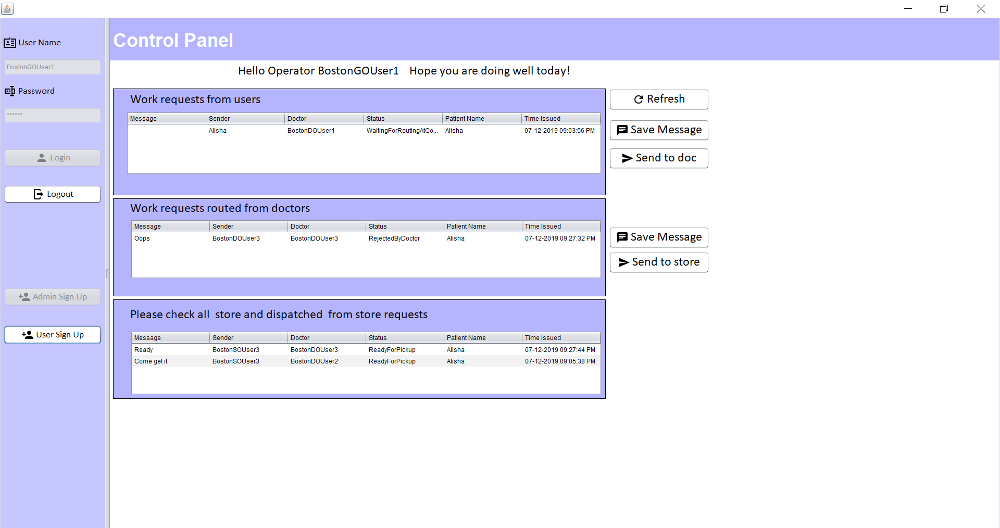 User Name
BostonGOUser1
Password
******
Login
Logout
Admin Sign Up
User Sign Up
Control Panel
Hello Operator BostonGOUser1 Hope you are doing well today!
Work requests from users
Message Sender Doctor Status Patient Name Time Issued
Alisha BostonDOUser1 WaitingForRoutingAtGo... Alisha 07-12-2019 09:03:56 PM
Refresh
Save Message
Send to doc
Work requests routed from doctors
Message Sender Doctor Status Patient Name Time Issued
Oops BostonDOUser3 BostonDOUser3 RejectedByDoctor Alisha 07-12-2019 09:27:32 PM
Save Message
Send to store
Please check all store and dispatched from store requests
Message Sender Doctor Status Patient Name Time Issued
Ready BostonSOUser3 BostonDOUser3 ReadyForPickup Alisha 07-12-2019 09:27:44 PM
Come get it BostonSOUser3 BostonDOUser2 ReadyForPickup Alisha 07-12-2019 09:05:38 PM